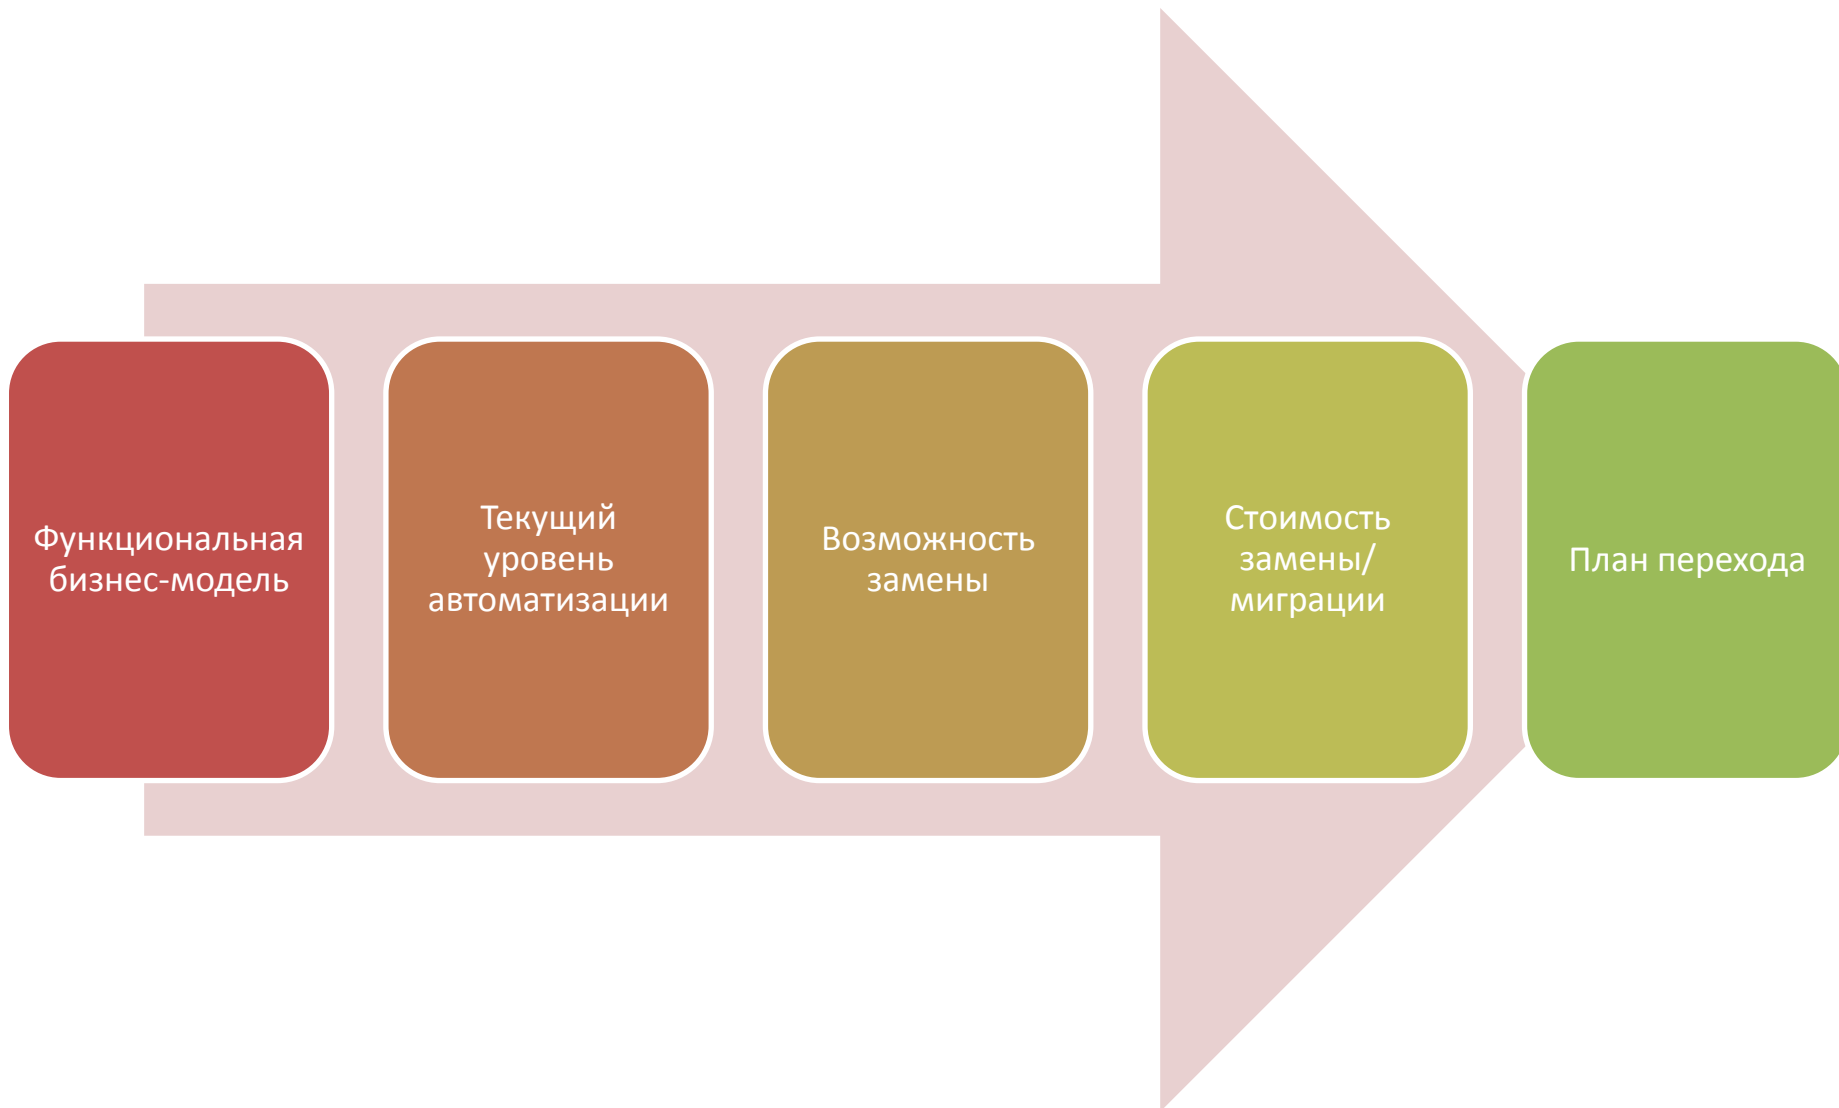 Функциональная
бизнес-модель
Текущий
уровень
автоматизации
Возможность
замены
Стоимость
замены/
миграции
План перехода